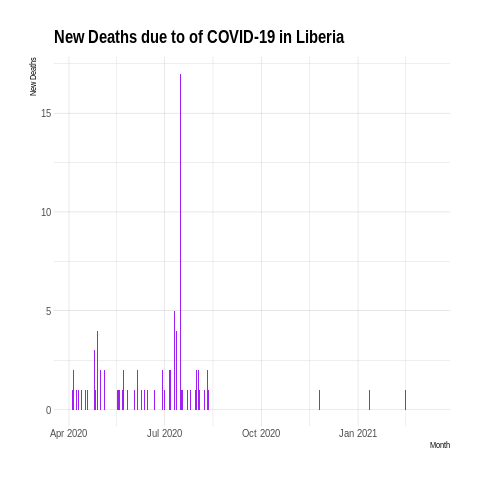 New Deaths due to of COVID-19 in Liberia
New Deaths
15
10
5
0
Apr 2020 Jul 2020 Oct 2020 Jan 2021
Month